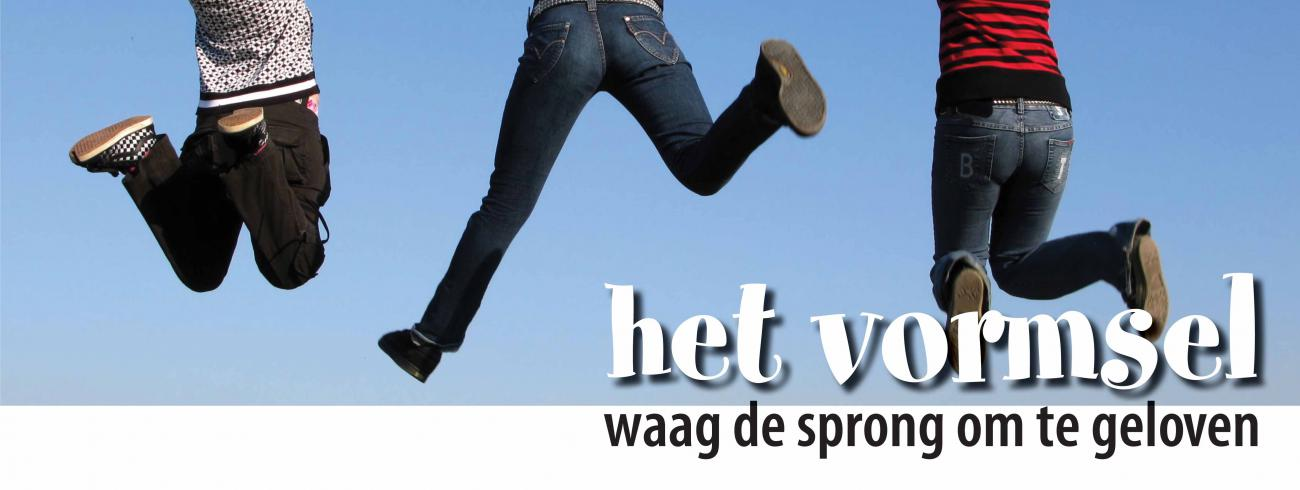 B I
het vormsel
waag de sprong om te geloven